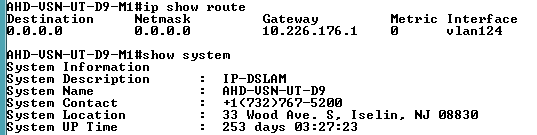 AHD-VSN-UT-D9-M1#ip show route
Destination Netmask Gateway Metric Interface
0.0.0.0 0.0.0.0 10.226.176.1 0 vlan124
AHD-VSN-UT-D9-M1#show system
System Information
System Description : IP-DSLAM
System Name : AHD-VSN-UT-D9
System Contact : +1(732)767-5200
System Location : 33 Wood Ave. S, Iselin, NJ 08830
System UP Time : 253 days 03:27:23